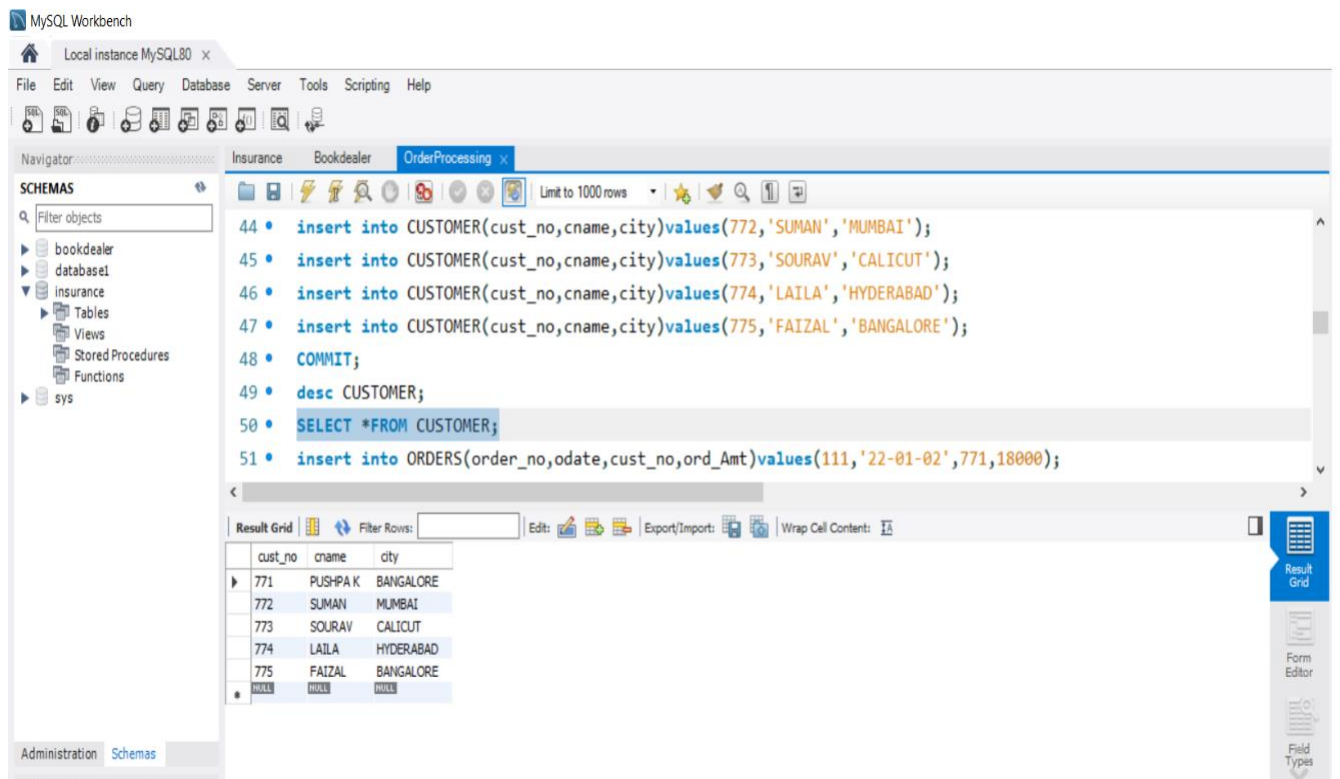 MySQL Workbench
Local instance MySQL80 ×
File Edit View Query Database Server Tools Scripting Help
Navigator
SCHEMAS
Filter objects
bookdealer
database1
insurance
Tables
Views
Stored Procedures
Functions
sys
Administration Schemas
Insurance Bookdealer OrderProcessing ×
Limit to 1000 rows
44 insert into CUSTOMER(cust_no,cname,city)values(772,'SUMAN','MUMBAI');
45 insert into CUSTOMER(cust_no,cname,city)values(773,'SOURAV','CALICUT');
46 insert into CUSTOMER(cust_no,cname,city)values(774,'LAILA','HYDERABAD');
47 insert into CUSTOMER(cust_no,cname,city)values(775,'FAIZAL','BANGALORE');
48 COMMIT;
49 desc CUSTOMER;
50 SELECT *FROM CUSTOMER;
51 insert into ORDERS(order_no,odate,cust_no,ord_Amt)values(111,'22-01-02',771,18000);
Result Grid Filter Rows: Edit: Export/Import: Wrap Cell Content:
cust_no cname city
771 PUSHPA K BANGALORE
772 SUMAN MUMBAI
773 SOURAV CALICUT
774 LAILA HYDERABAD
775 FAIZAL BANGALORE
NULL NULL NULL
Result
Grid
Form
Editor
Field
Types